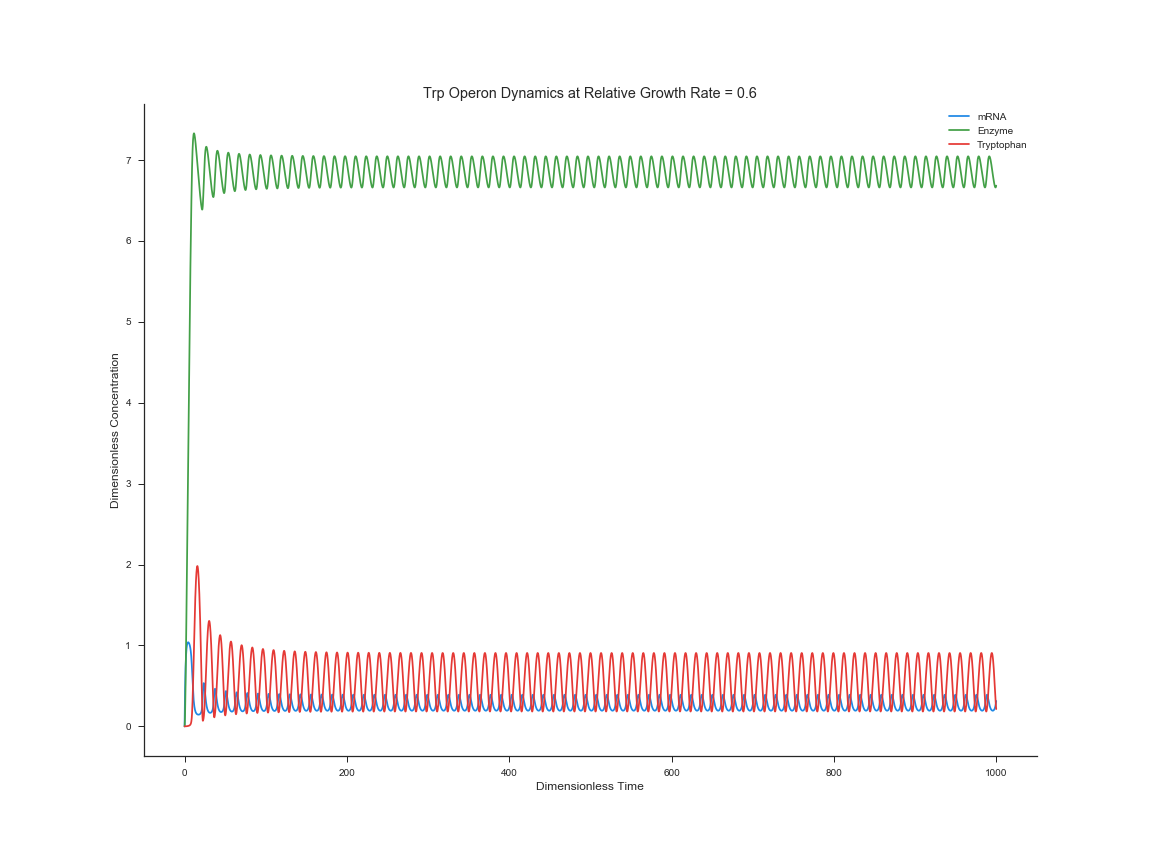 Trp Operon Dynamics at Relative Growth Rate = 0.6
mRNA
Enzyme
Tryptophan
7
6
5
4
3
2
1
0
Dimensionless Concentration
0 200 400 600 800 1000
Dimensionless Time